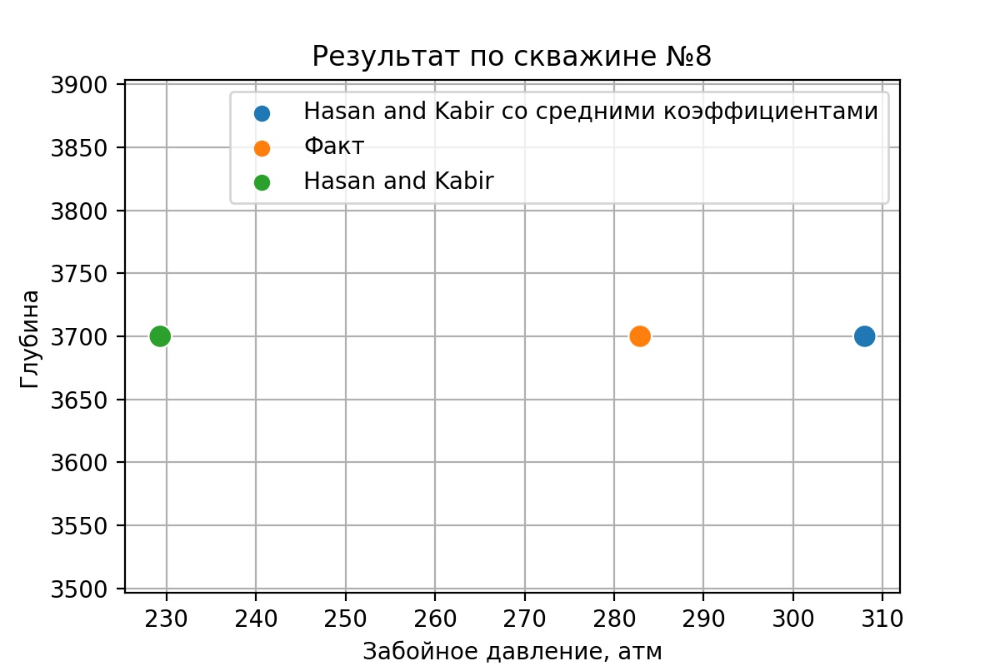 Результат по скважине №8
3900
Hasan and Kabir со средними коэффициентами
3850
Факт
Hasan and Kabir
3800
3750
3700
3650
3600
3550
3500
Глубина
230 240 250 260 270 280 290 300 310
Забойное давление, атм